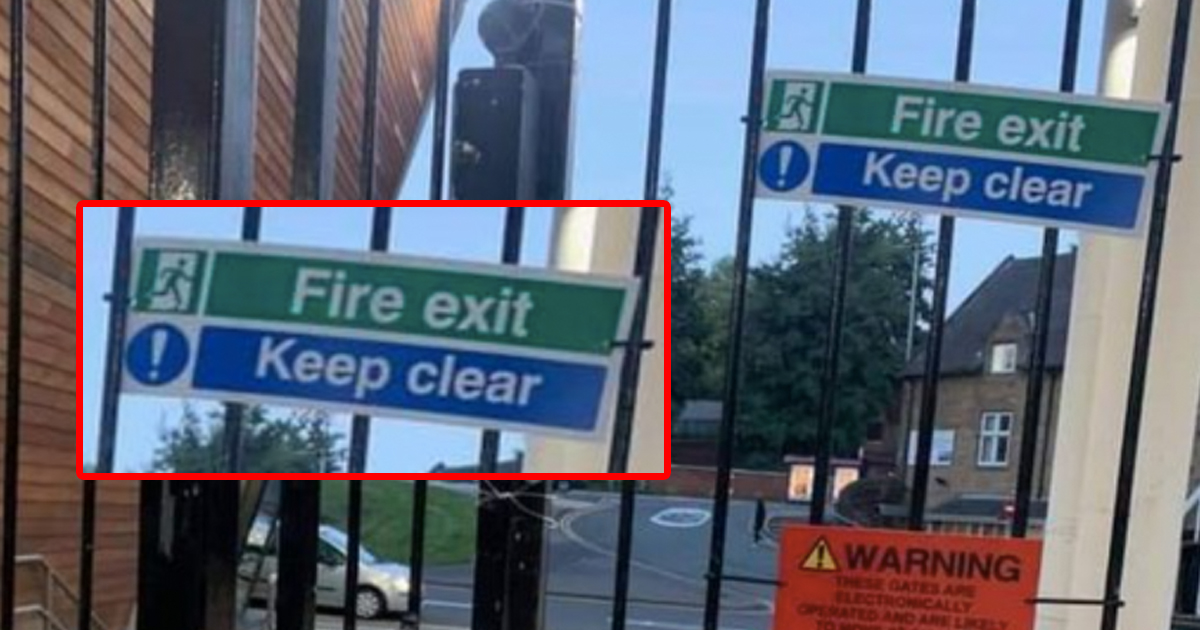 Fire exit
Keep clear
Fire exit
Keep clear
WARNING
THESE GATES ARE
ELECTRONICALLY
OPERATED AND ARE LIKELY